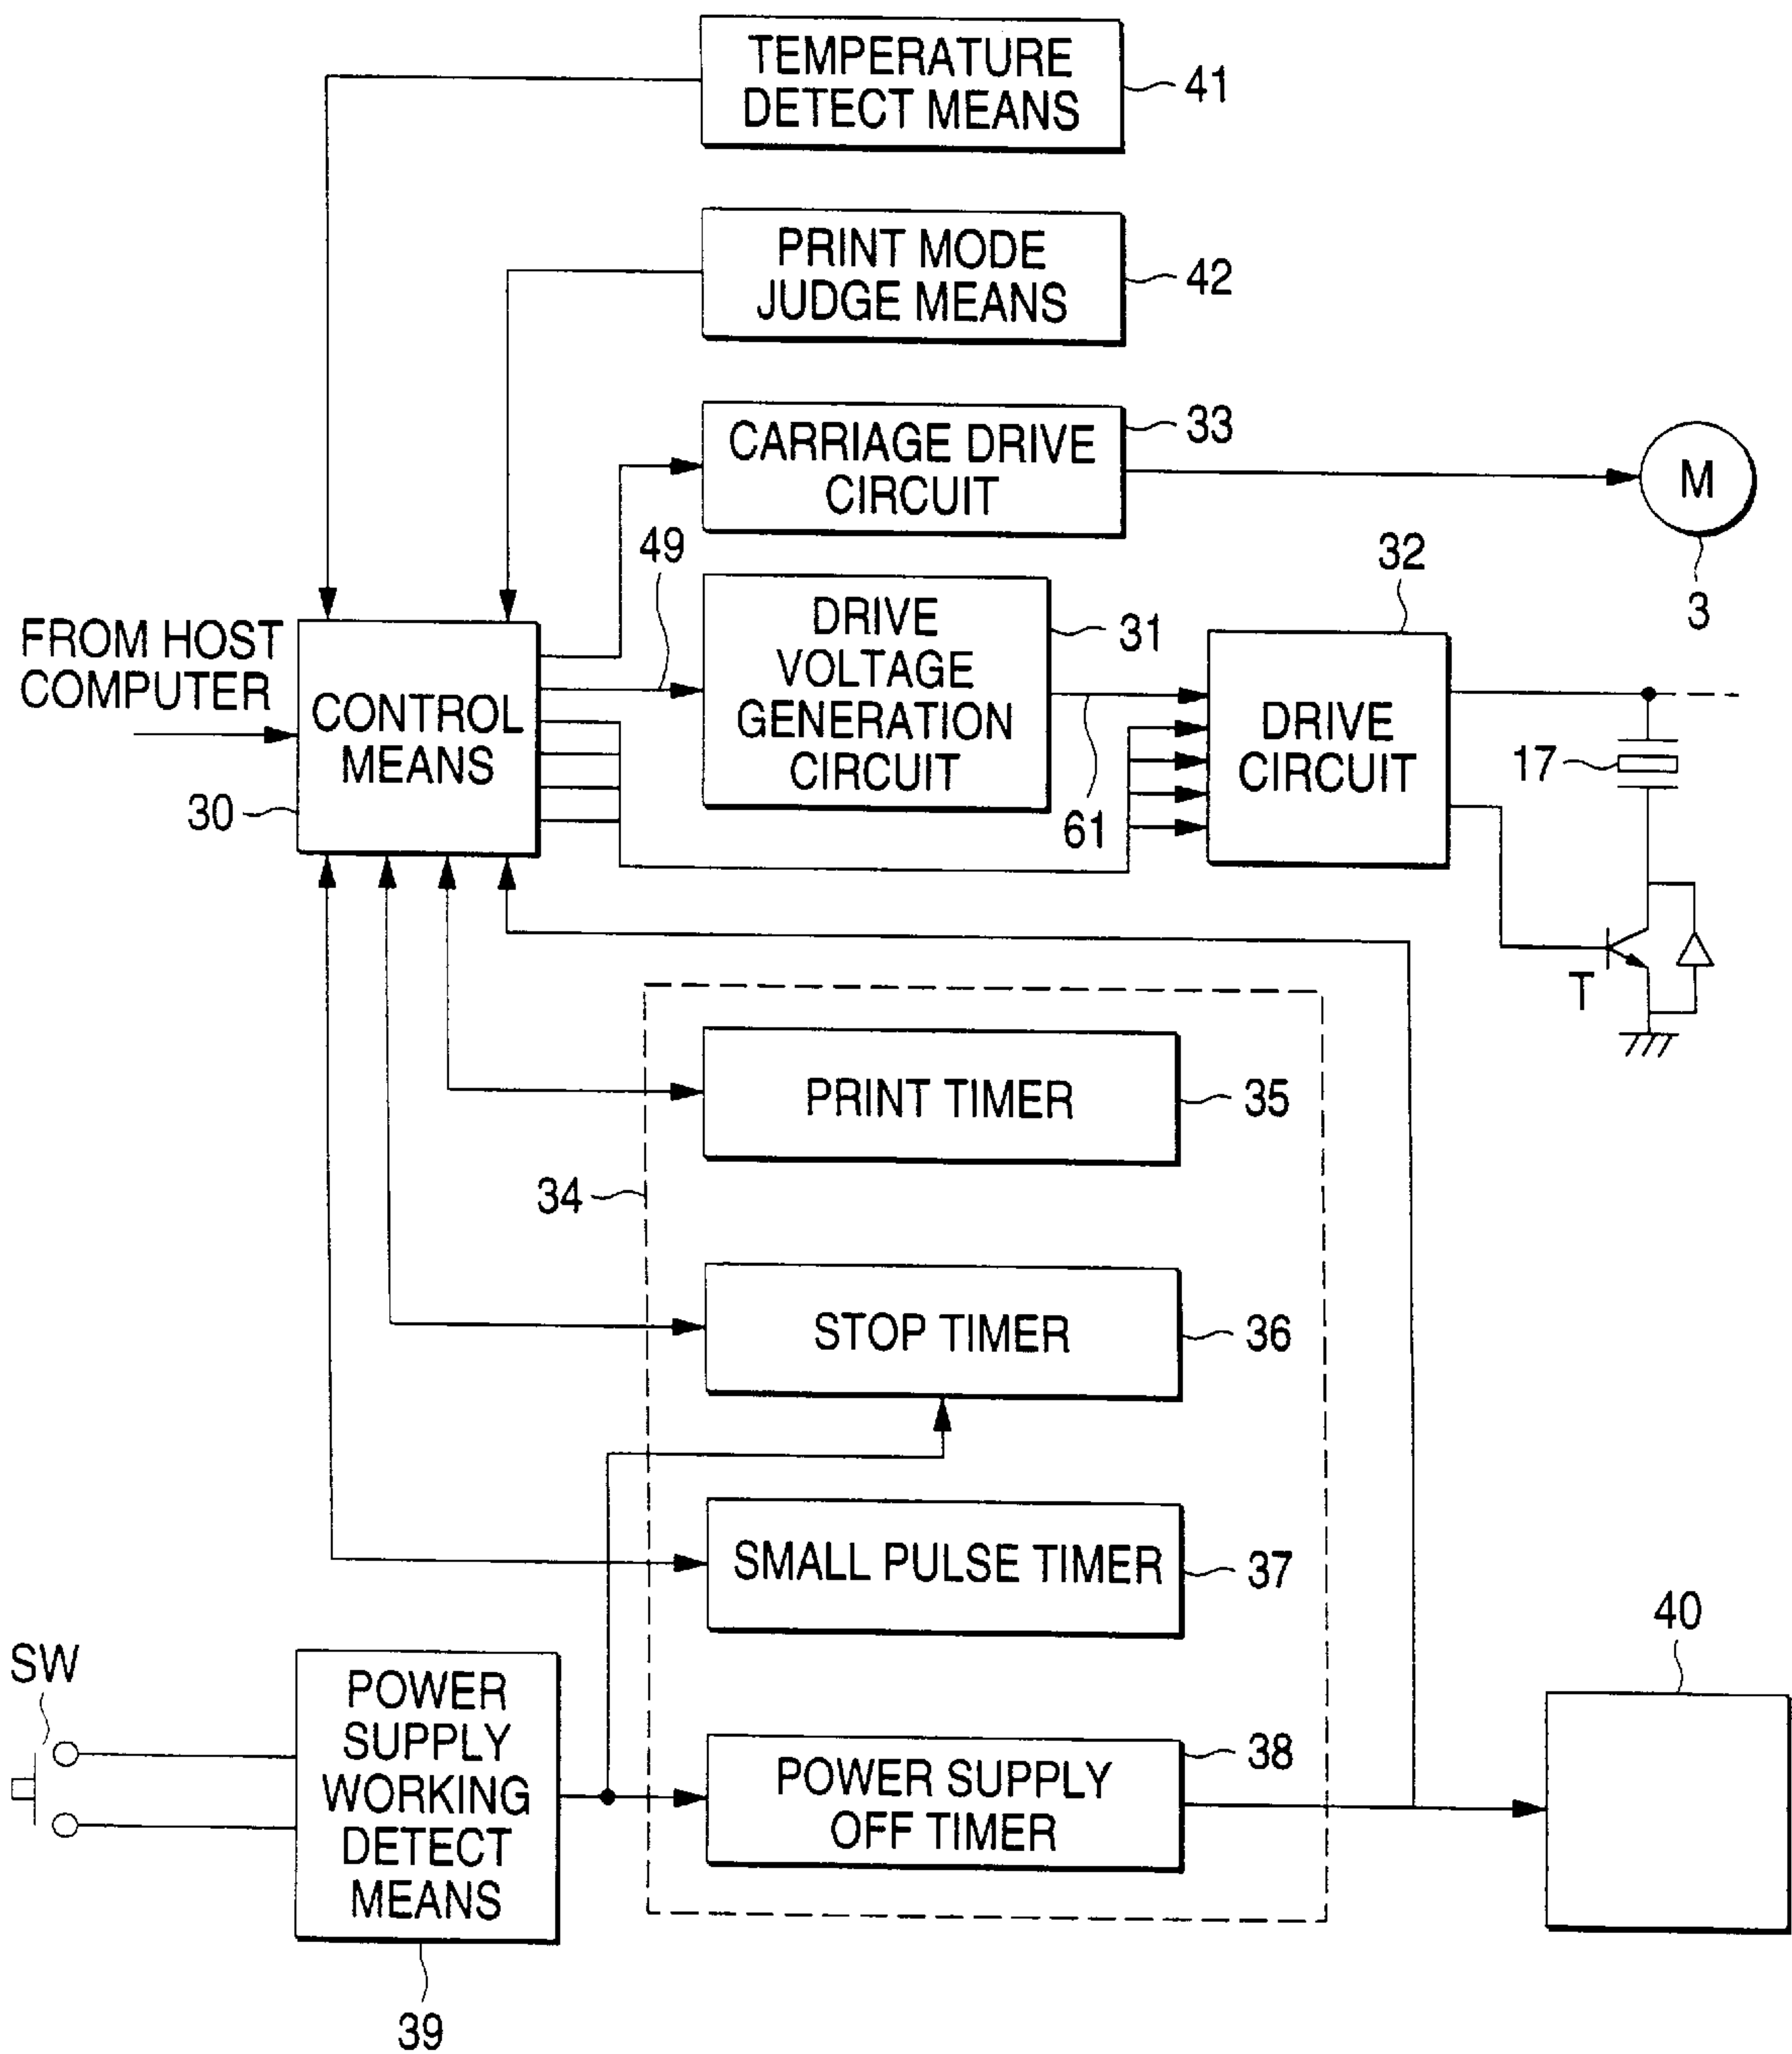 TEMPERATURE
DETECT MEANS
41
PRINT MODE
JUDGE MEANS
42
CARRIAGE DRIVE
CIRCUIT
33
M
3
49
DRIVE
VOLTAGE
GENERATION
CIRCUIT
31
32
FROM HOST
COMPUTER
CONTROL
MEANS
30
61
DRIVE
CIRCUIT
17
T
34
PRINT TIMER
35
STOP TIMER
36
SMALL PULSE TIMER
37
SW
POWER
SUPPLY
WORKING
DETECT
MEANS
39
POWER SUPPLY
OFF TIMER
38
40